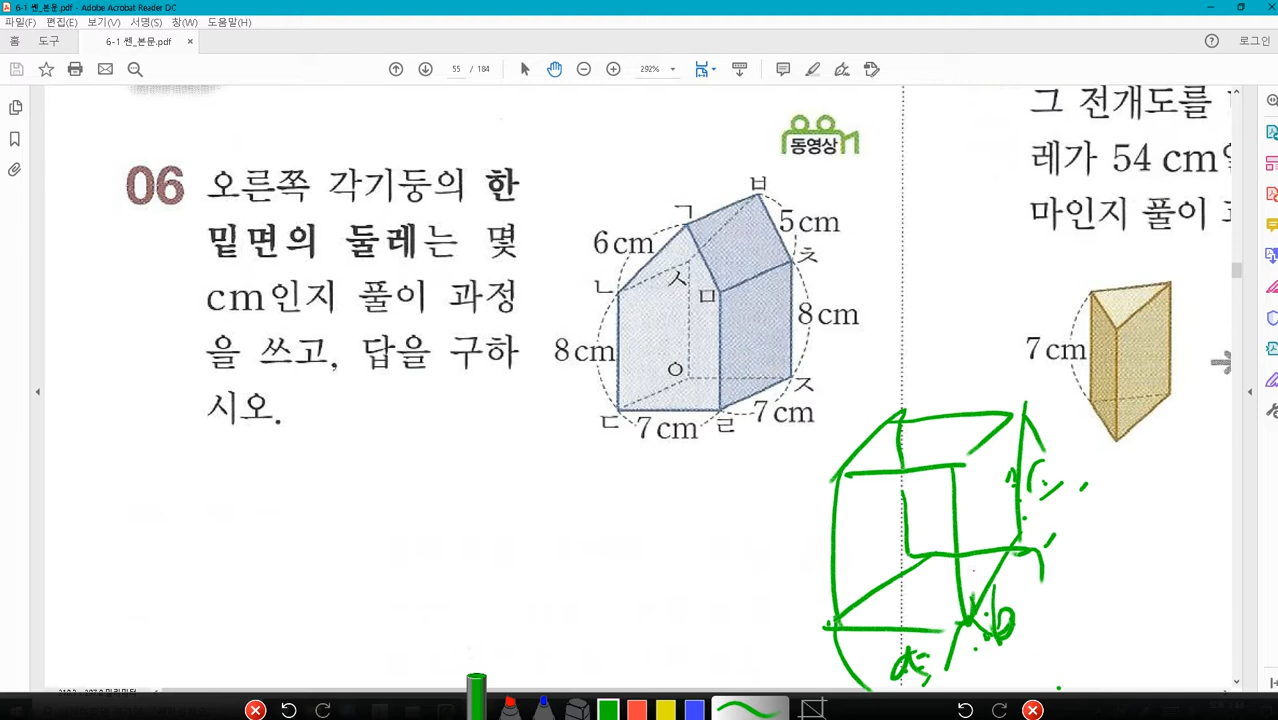 6-1 쎈_본문.pdf - Adobe Acrobat Reader DC
파일(F) 편집(E) 보기(V) 서명(S) 창(W) 도움말(H)
홈 도구 6-1 쎈_본문.pdf × 로그인
55 / 184 292%
동영상
06 오른쪽 각기둥의 한
밑면의 둘레는 몇
cm인지 풀이 과정
을 쓰고, 답을 구하
시오.
ㅂ
ㄱ 5 cm
6 cm ㅊ
ㄴ ㅅ ㅁ
8 cm
8 cm
ㅇ ㅈ
ㄷ 7 cm ㄹ 7 cm
그 전개도를
레가 54 cm
마인지 풀이
7 cm